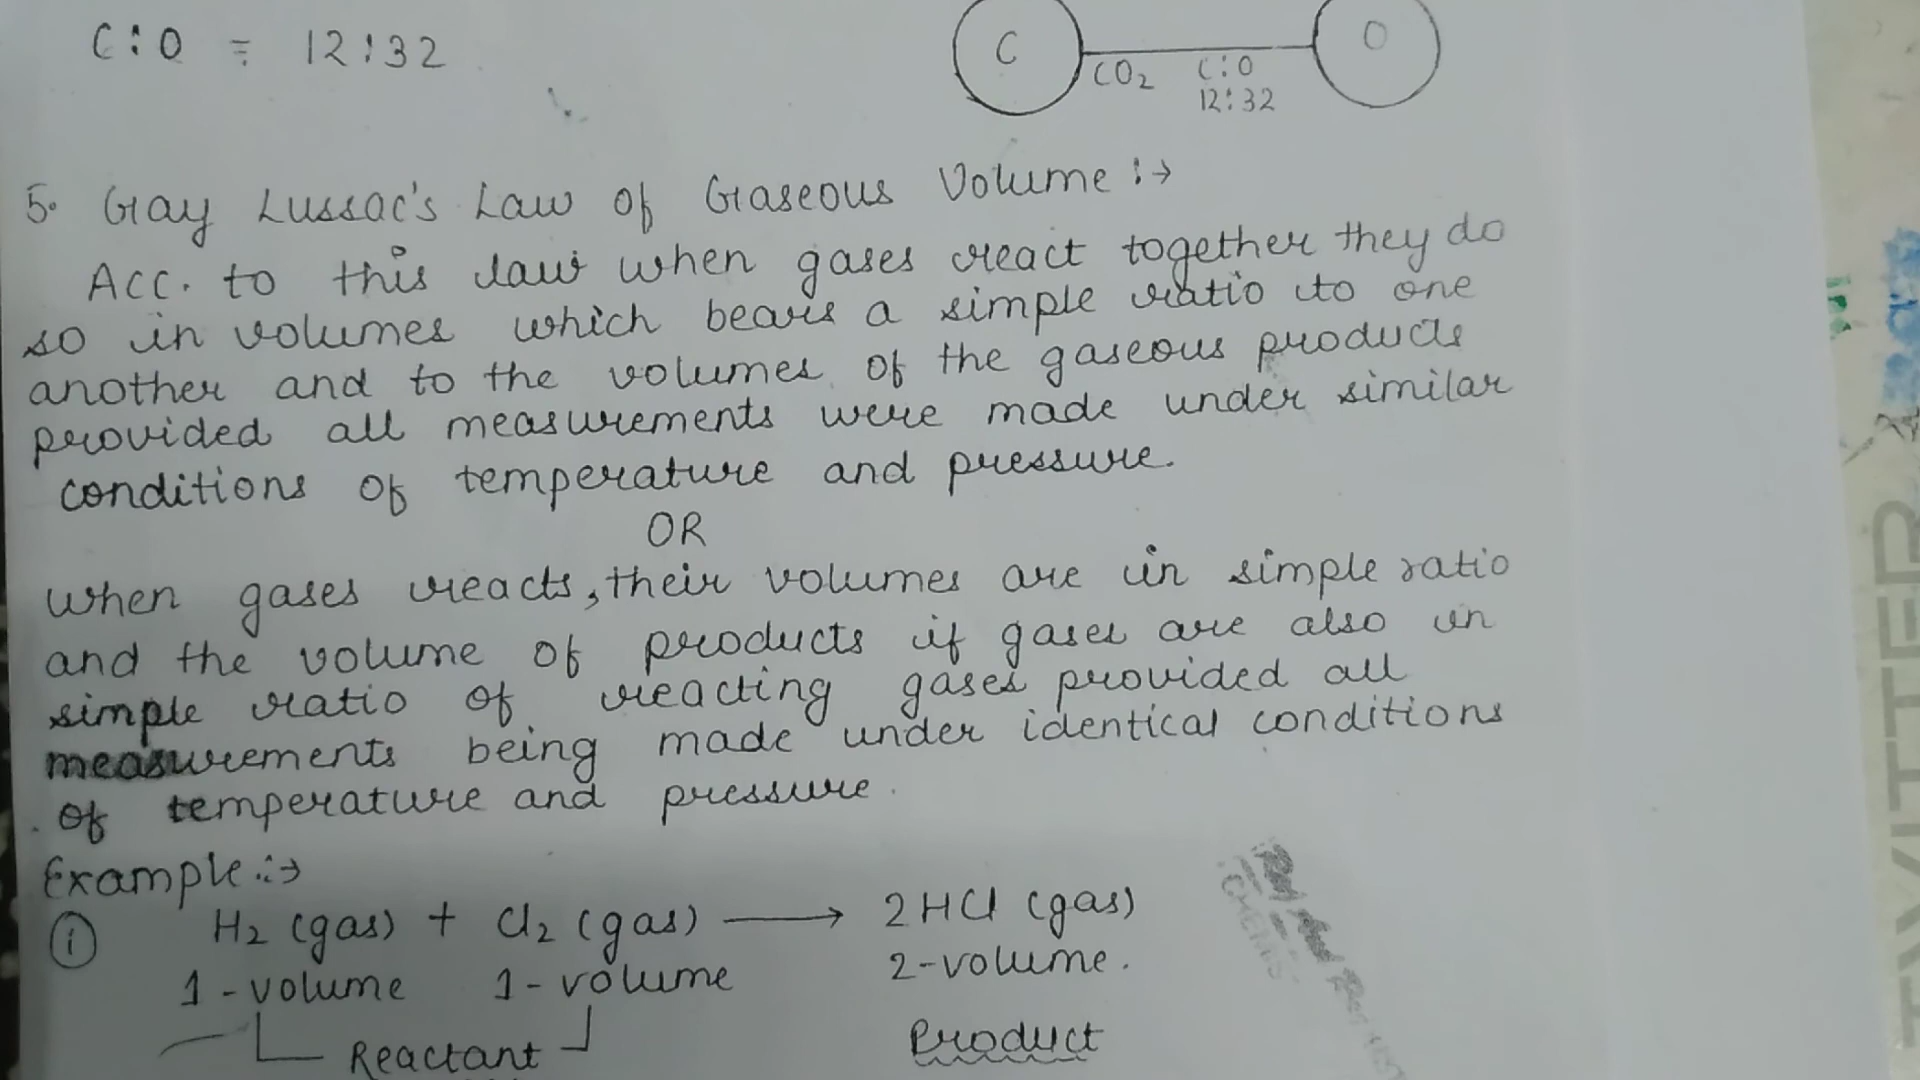 C:O = 12:32
C
O
CO2
C:O
12:32
5. Gay Lussac's Law of Gaseous Volume :→
Acc. to this law when gases react together they do
so in volumes which bears a simple ratio to one
another and to the volumes of the gaseous products
provided all measurements were made under similar
conditions of temperature and pressure.
OR
When gases reacts, their volumes are in simple ratio
and the volume of products if gases are also in
simple ratio of reacting gases provided all
measurements being made under identical conditions
of temperature and pressure.
Example :→
(i) H2 (gas) + Cl2 (gas) ⟶ 2HCl (gas)
1-volume 1-volume 2-volume.
Reactant Product